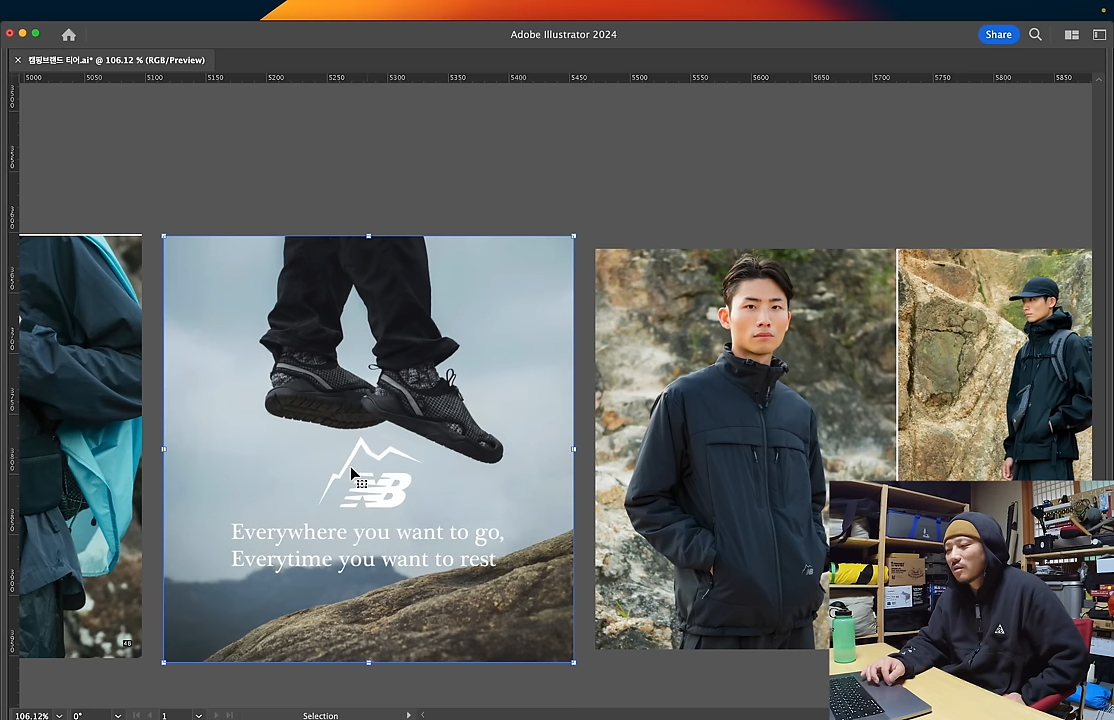 Adobe Illustrator 2024
Share
× 캠핑브랜드 티어.ai* @ 106.12 % (RGB/Preview)
5000 5050 5100 5150 5200 5250 5300 5350 5400 5450 5500 5550 5600 5650 5700 5750 5800 5850
NB
Everywhere you want to go,
Everytime you want to rest
106.12% 0° 1 Selection